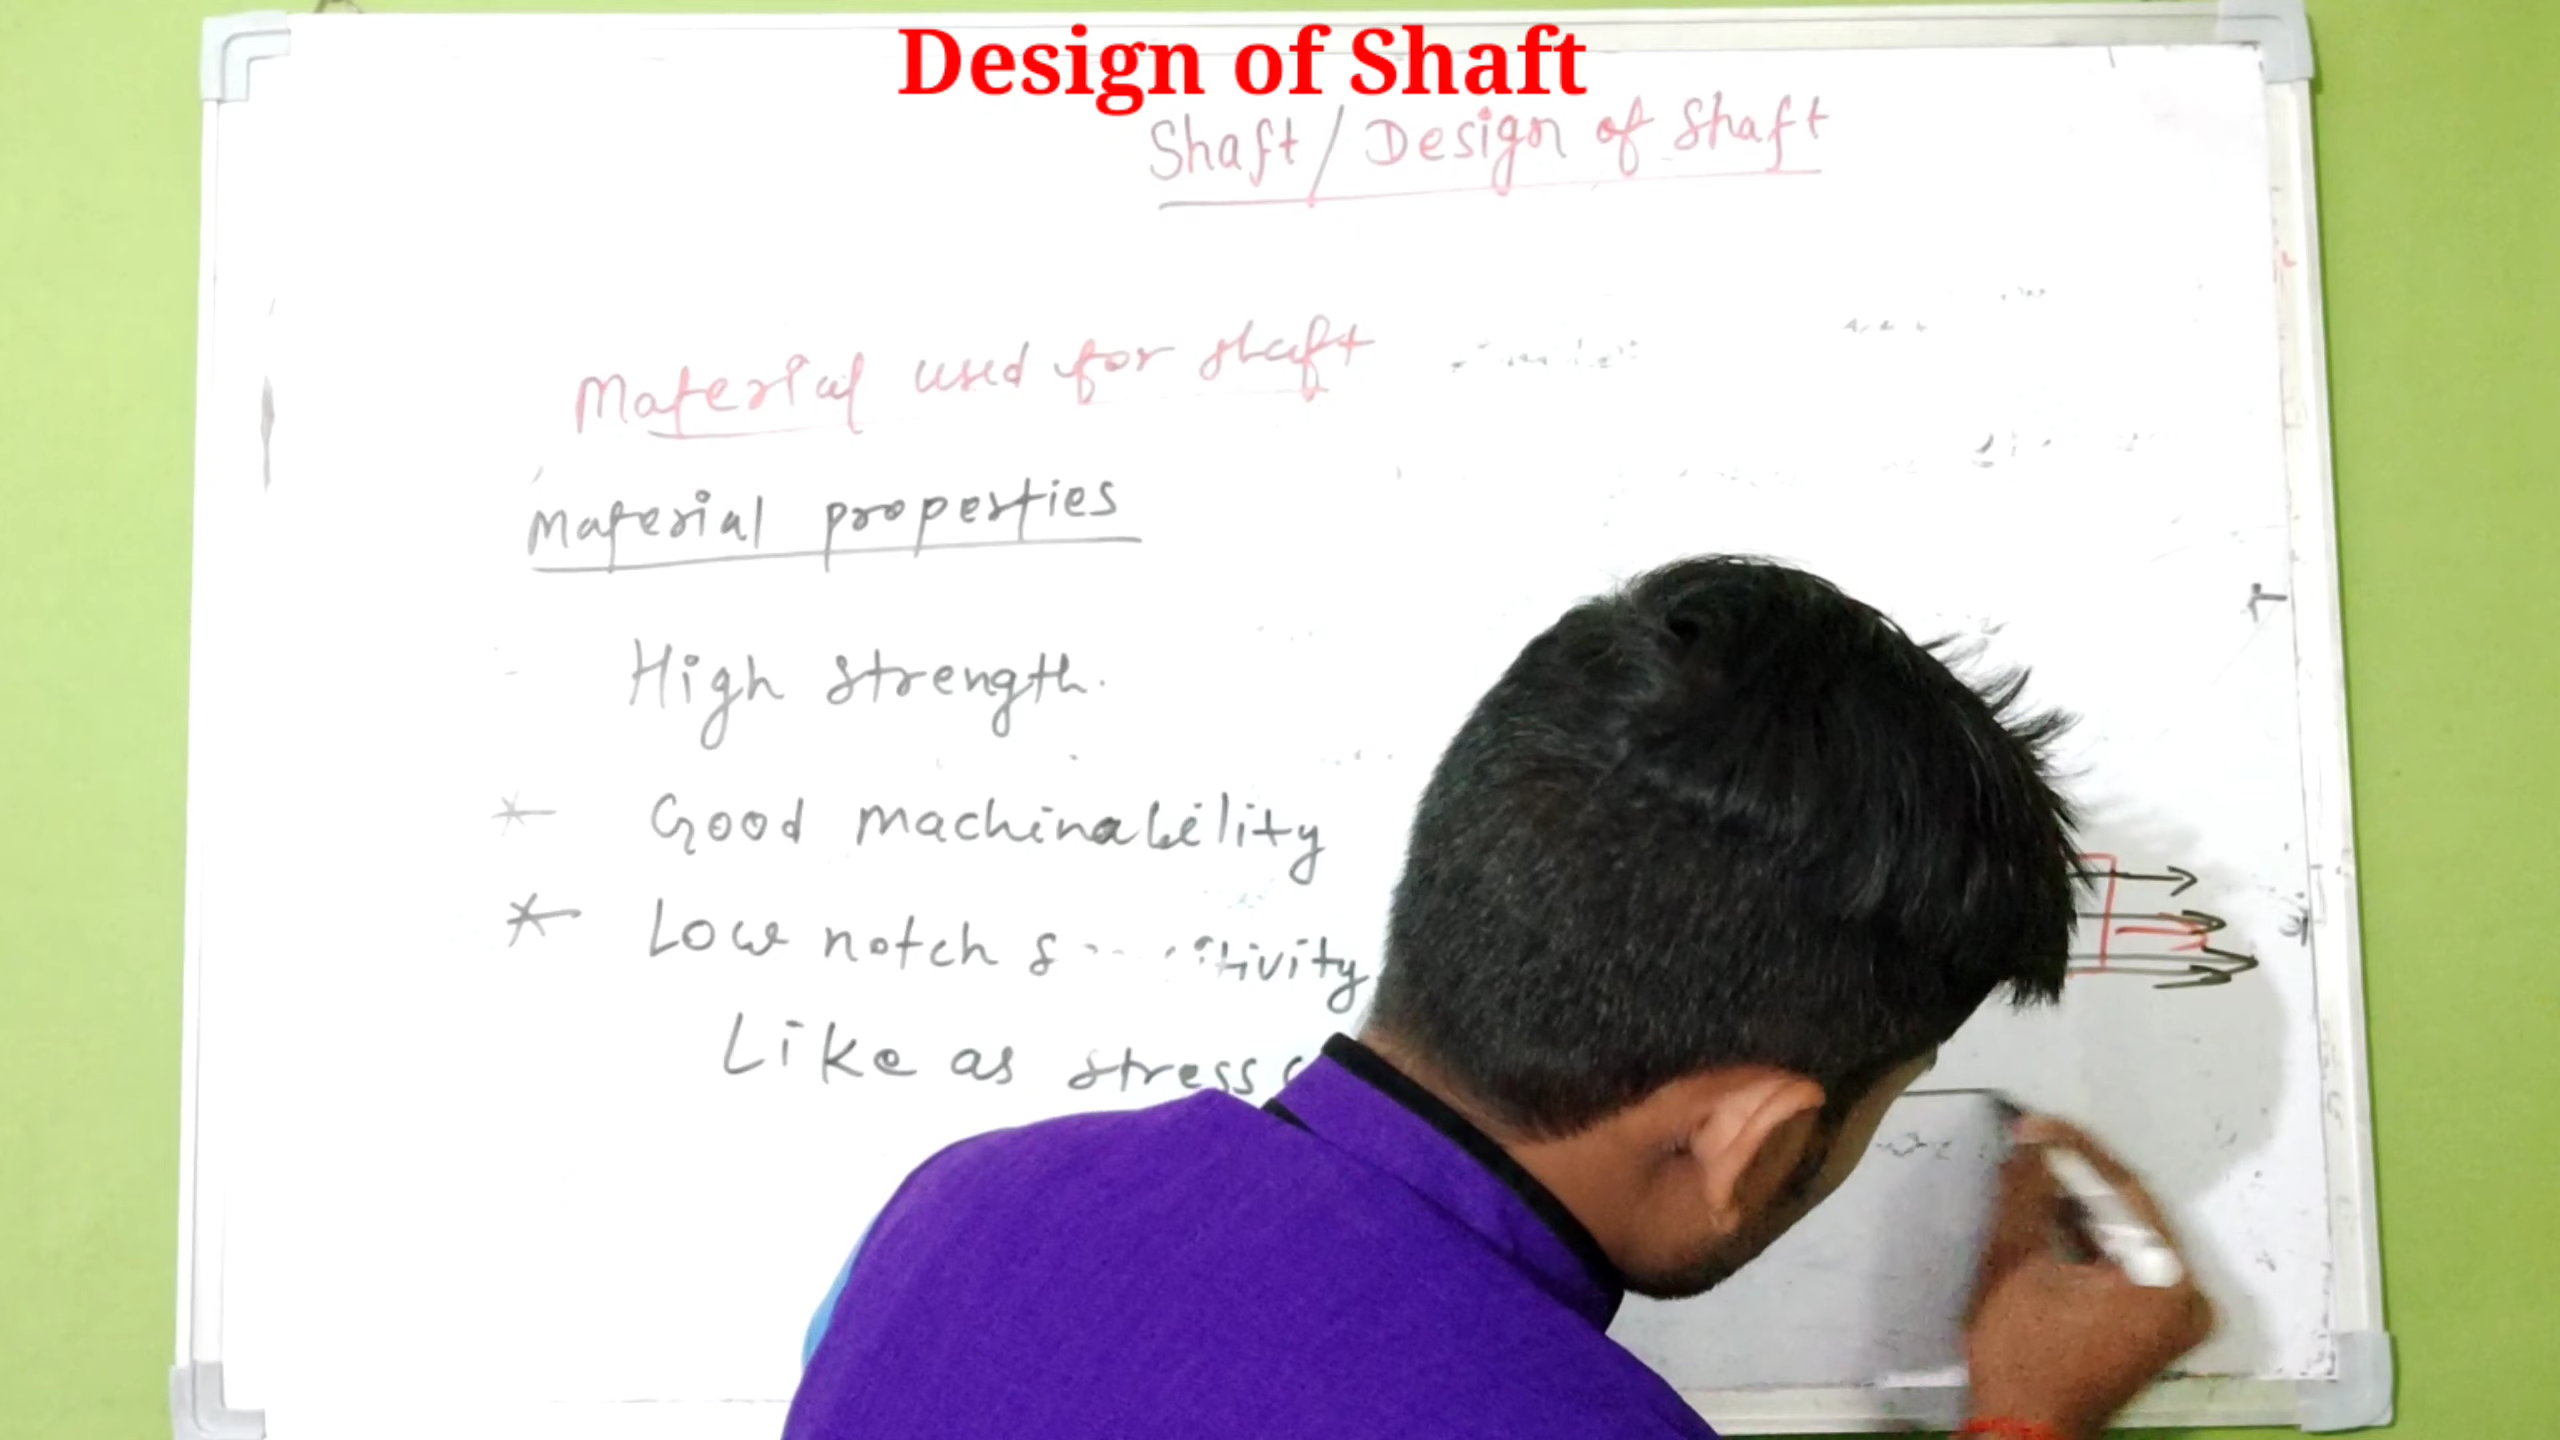 Design of Shaft
Shaft / Design of Shaft
Material used for shaft
Material properties
High strength.
* Good machinability
* Low notch
Like as stress